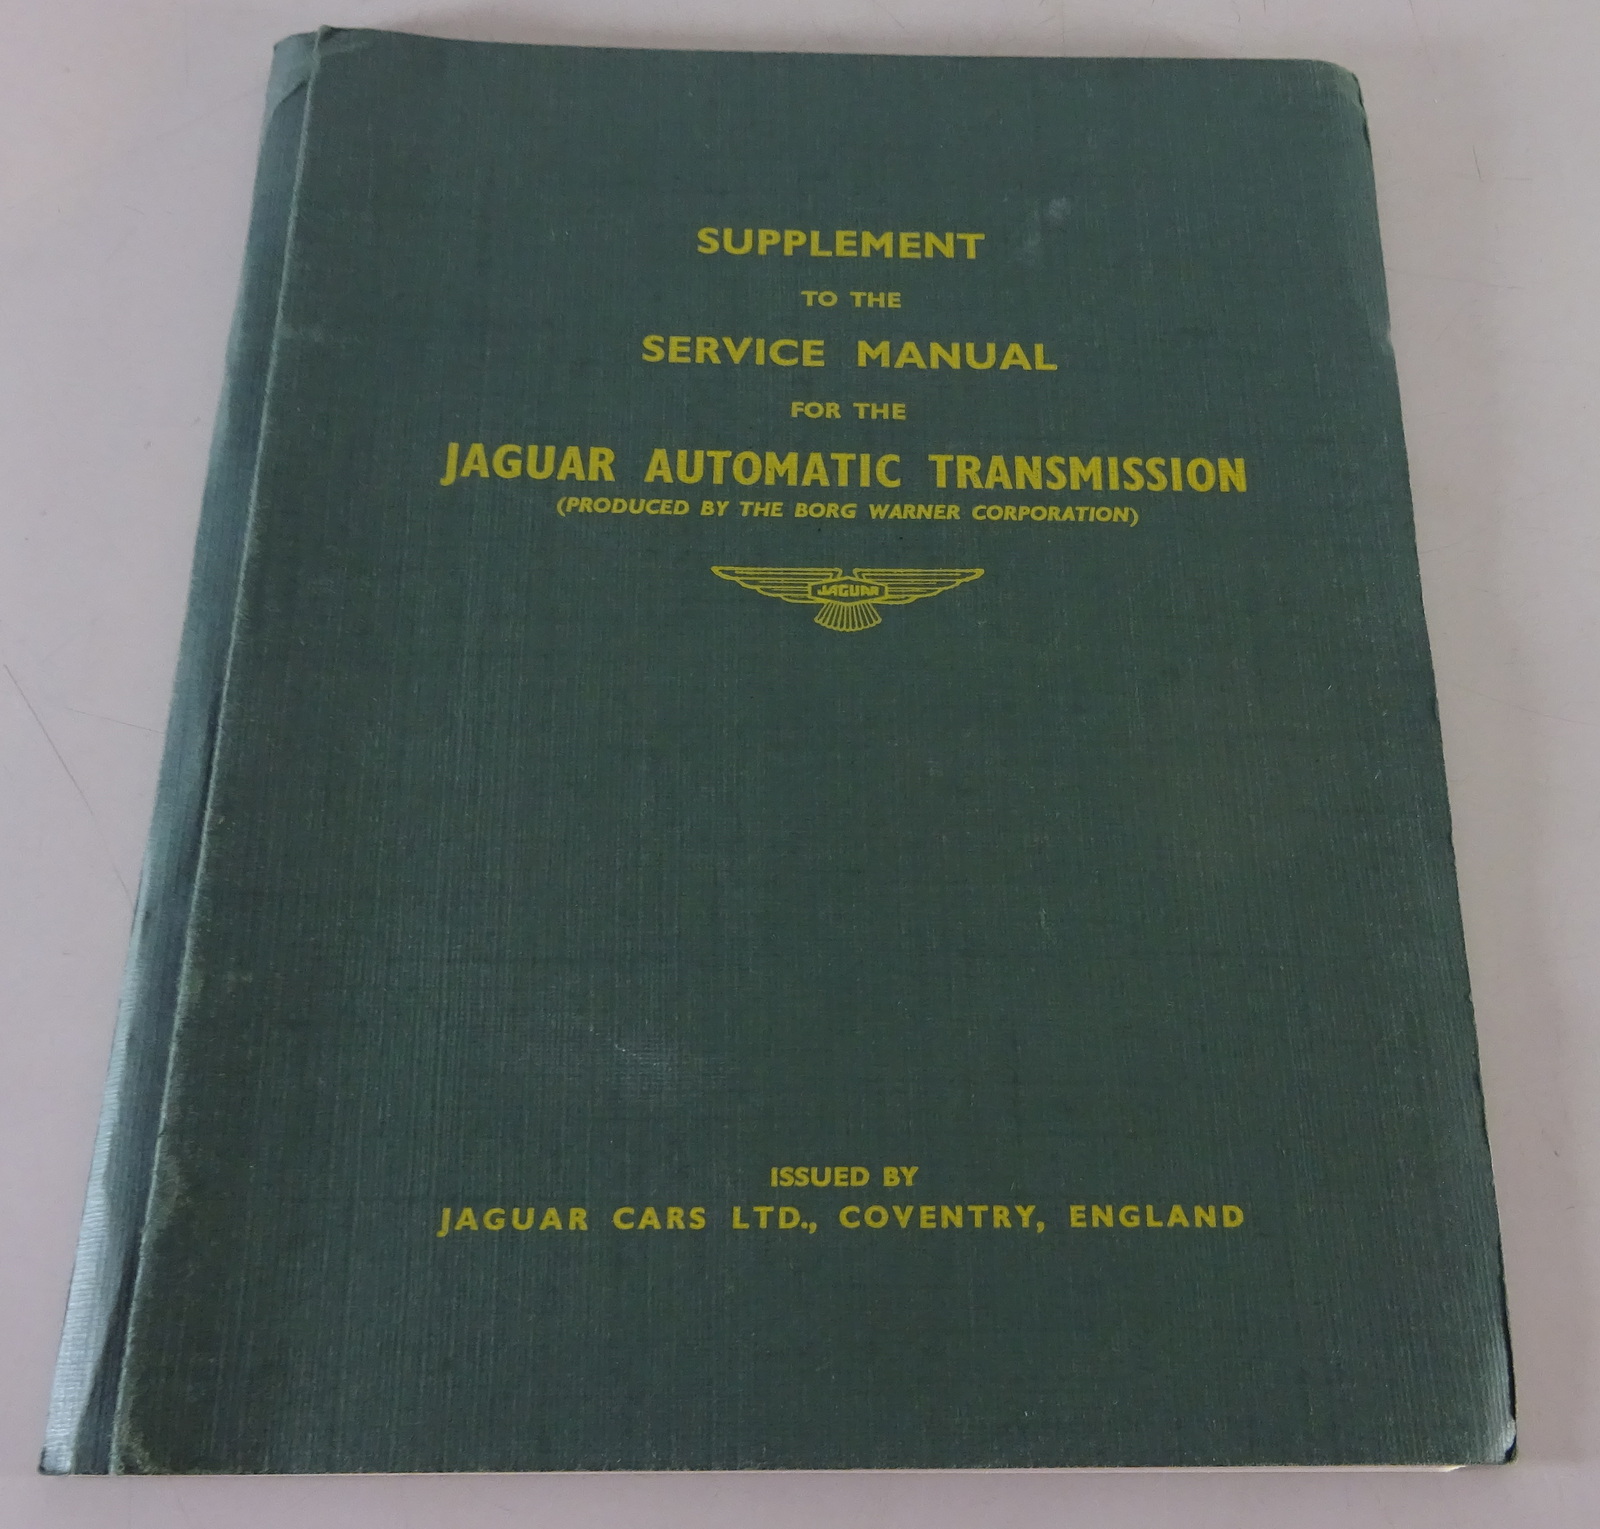 SUPPLEMENT
TO THE
SERVICE MANUAL
FOR THE
JAGUAR AUTOMATIC TRANSMISSION
(PRODUCED BY THE BORG WARNER CORPORATION)
JAGUAR
ISSUED BY
JAGUAR CARS LTD., COVENTRY, ENGLAND